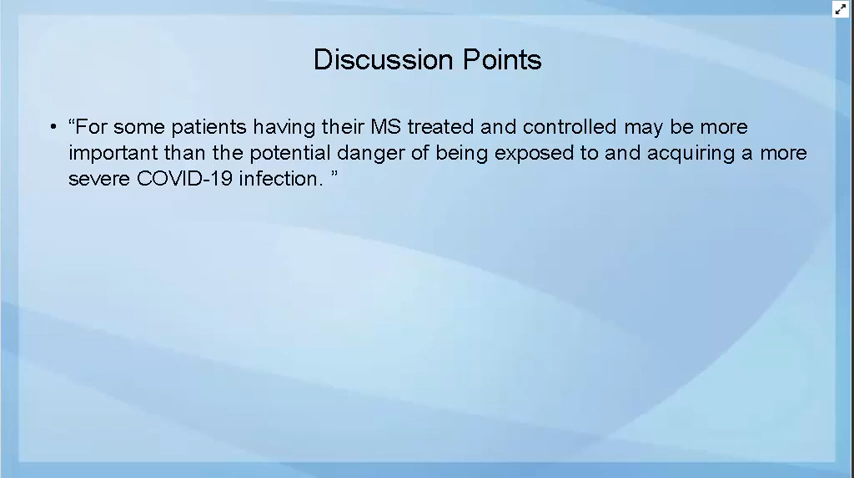 Discussion Points
• “For some patients having their MS treated and controlled may be more
important than the potential danger of being exposed to and acquiring a more
severe COVID-19 infection. ”